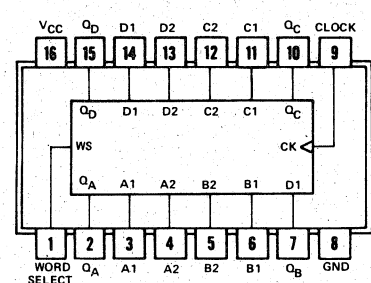 VCC QD D1 D2 C2 C1 QC CLOCK
16 15 14 13 12 11 10 9
QD D1 D2 C2 C1 QC
WS CK
QA A1 A2 B2 B1 D1
1 2 3 4 5 6 7 8
WORD SELECT QA A1 A2 B2 B1 QB GND